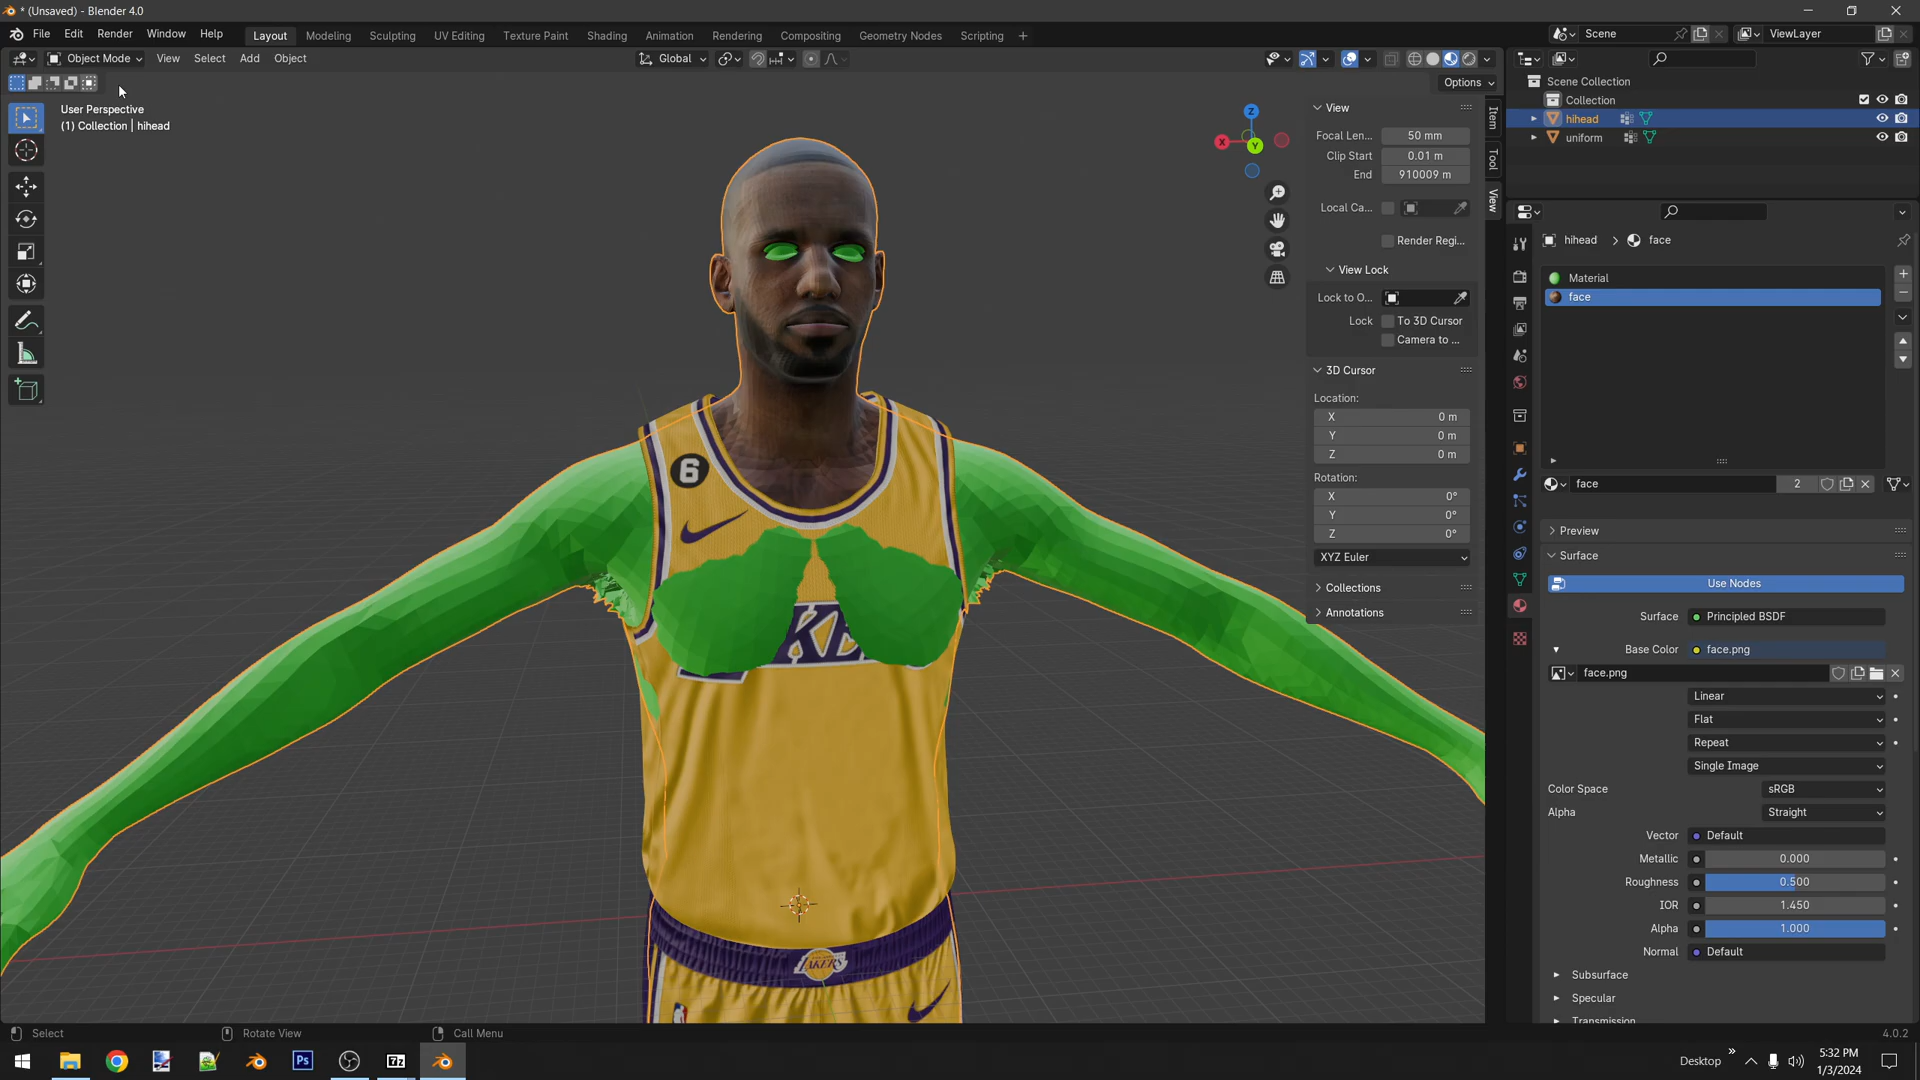 * (Unsaved) - Blender 4.0
File Edit Render Window Help
Layout Modeling Sculpting UV Editing Texture Paint Shading Animation Rendering Compositing Geometry Nodes Scripting
Scene
ViewLayer
Object Mode View Select Add Object
Global
Options
User Perspective
(1) Collection | hihead
Z
X
Y
6
LAKERS
View
Focal Len... 50 mm
Clip Start 0.01 m
End 910009 m
Local Ca...
Render Regi...
View Lock
Lock to O...
Lock To 3D Cursor
Camera to ...
3D Cursor
Location:
X 0 m
Y 0 m
Z 0 m
Rotation:
X 0°
Y 0°
Z 0°
XYZ Euler
Collections
Annotations
Item
Tool
View
Scene Collection
Collection
hihead
uniform
hihead > face
Material
face
face 2
Preview
Surface
Use Nodes
Surface Principled BSDF
Base Color face.png
face.png
Linear
Flat
Repeat
Single Image
Color Space sRGB
Alpha Straight
Vector Default
Metallic 0.000
Roughness 0.500
IOR 1.450
Alpha 1.000
Normal Default
Subsurface
Specular
Transmission
Select
Rotate View
Call Menu
4.0.2
Ps
7z
Desktop
5:32 PM
1/3/2024